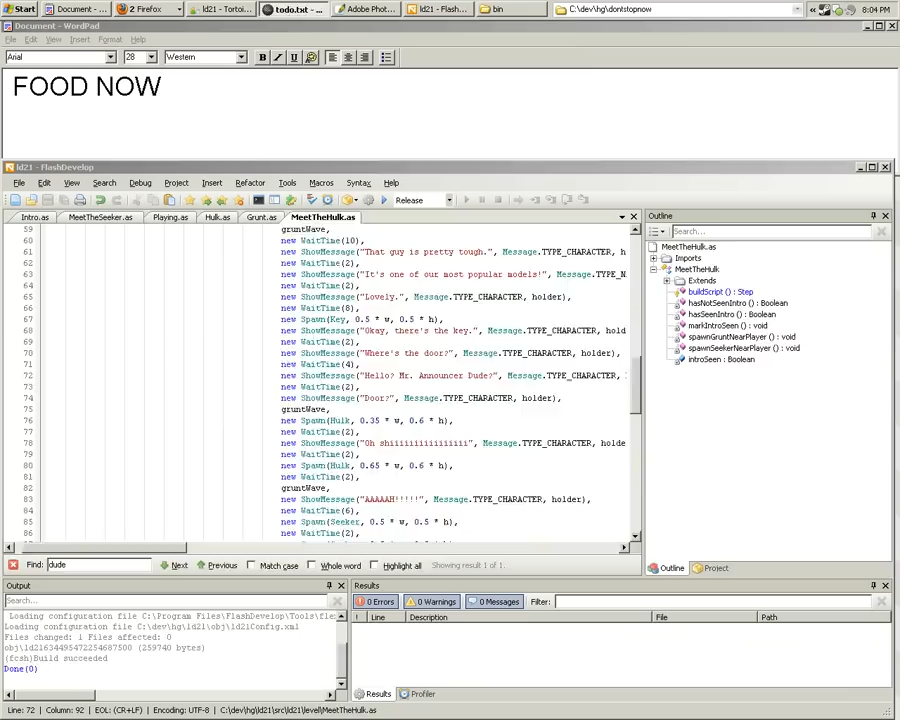 Start
Document - ...
2 Firefox
ld21 - Tortoi...
todo.txt - ...
Adobe Phot...
ld21 - Flash...
bin
C:\dev\hg\dontstopnow
«
8:04 PM
Document - WordPad
File Edit View Insert Format Help
Arial
28
Western
B I U
FOOD NOW
ld21 - FlashDevelop
File Edit View Search Debug Project Insert Refactor Tools Macros Syntax Help
Release
Intro.as MeetTheSeeker.as Playing.as Hulk.as Grunt.as MeetTheHulk.as
59 gruntWave,
60 new WaitTime(10),
61 new ShowMessage("That guy is pretty tough.", Message.TYPE_CHARACTER, h
62 new WaitTime(2),
63 new ShowMessage("It's one of our most popular models!", Message.TYPE_N
64 new WaitTime(2),
65 new ShowMessage("Lovely.", Message.TYPE_CHARACTER, holder),
66 new WaitTime(8),
67 new Spawn(Key, 0.5 * w, 0.5 * h),
68 new ShowMessage("Okay, there's the key.", Message.TYPE_CHARACTER, hold
69 new WaitTime(2),
70 new ShowMessage("Where's the door?", Message.TYPE_CHARACTER, holder),
71 new WaitTime(4),
72 new ShowMessage("Hello? Mr. Announcer Dude?", Message.TYPE_CHARACTER,
73 new WaitTime(2),
74 new ShowMessage("Door?", Message.TYPE_CHARACTER, holder),
75 gruntWave,
76 new Spawn(Hulk, 0.35 * w, 0.6 * h),
77 new WaitTime(2),
78 new ShowMessage("Oh shiiiiiiiiiiiiiiii", Message.TYPE_CHARACTER, holde
80 new Spawn(Hulk, 0.65 * w, 0.6 * h),
81 new WaitTime(2),
82 gruntWave,
83 new ShowMessage("AAAAAH!!!!!", Message.TYPE_CHARACTER, holder),
84 new WaitTime(6),
85 new Spawn(Seeker, 0.5 * w, 0.5 * h),
86 new WaitTime(2),
Outline
Search...
MeetTheHulk.as
Imports
MeetTheHulk
Extends
buildScript () : Step
hasNotSeenIntro () : Boolean
hasSeenIntro () : Boolean
markIntroSeen () : void
spawnGruntNearPlayer () : void
spawnSeekerNearPlayer () : void
introSeen : Boolean
Outline Project
Find: dude Next Previous Match case Whole word Highlight all Showing result 1 of 1.
Output
Search...
Loading configuration file C:\Program Files\FlashDevelop\Tools\fle
Loading configuration file C:\dev\hg\ld21\obj\ld21Config.xml
Files changed: 1 Files affected: 0
obj\ld21634495472254687500 (259740 bytes)
(fcsh)Build succeeded
Done(0)
Results
0 Errors 0 Warnings 0 Messages Filter:
! Line Description File Path
Results Profiler
Line: 72 | Column: 92 | EOL: (CR+LF) | Encoding: UTF-8 | C:\dev\hg\ld21\src\ld21\level\MeetTheHulk.as